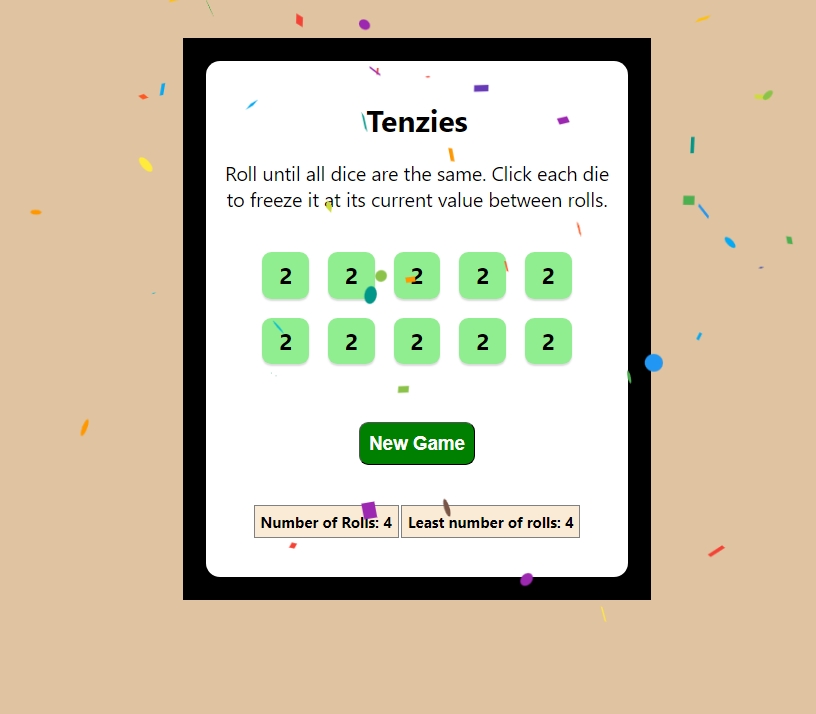 Tenzies
Roll until all dice are the same. Click each die
to freeze it at its current value between rolls.
2 2 2 2 2
2 2 2 2 2
New Game
Number of Rolls: 4 Least number of rolls: 4